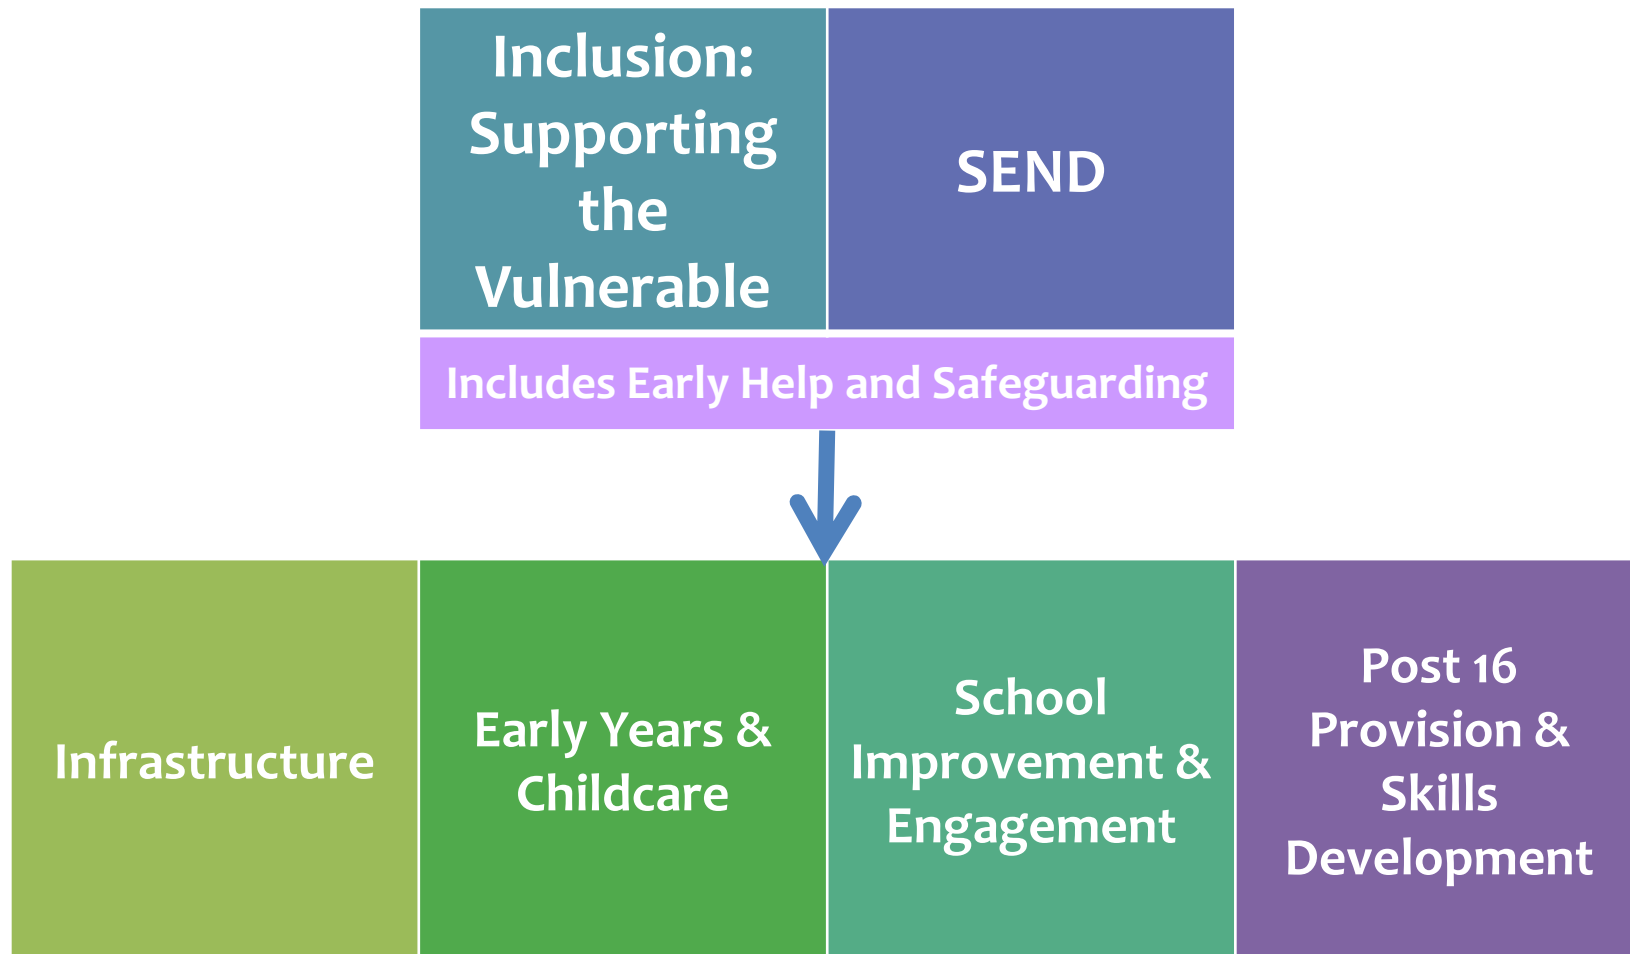 Inclusion:
Supporting
the
Vulnerable
SEND
Includes Early Help and Safeguarding
Infrastructure
Early Years &
Childcare
School
Improvement &
Engagement
Post 16
Provision &
Skills
Development